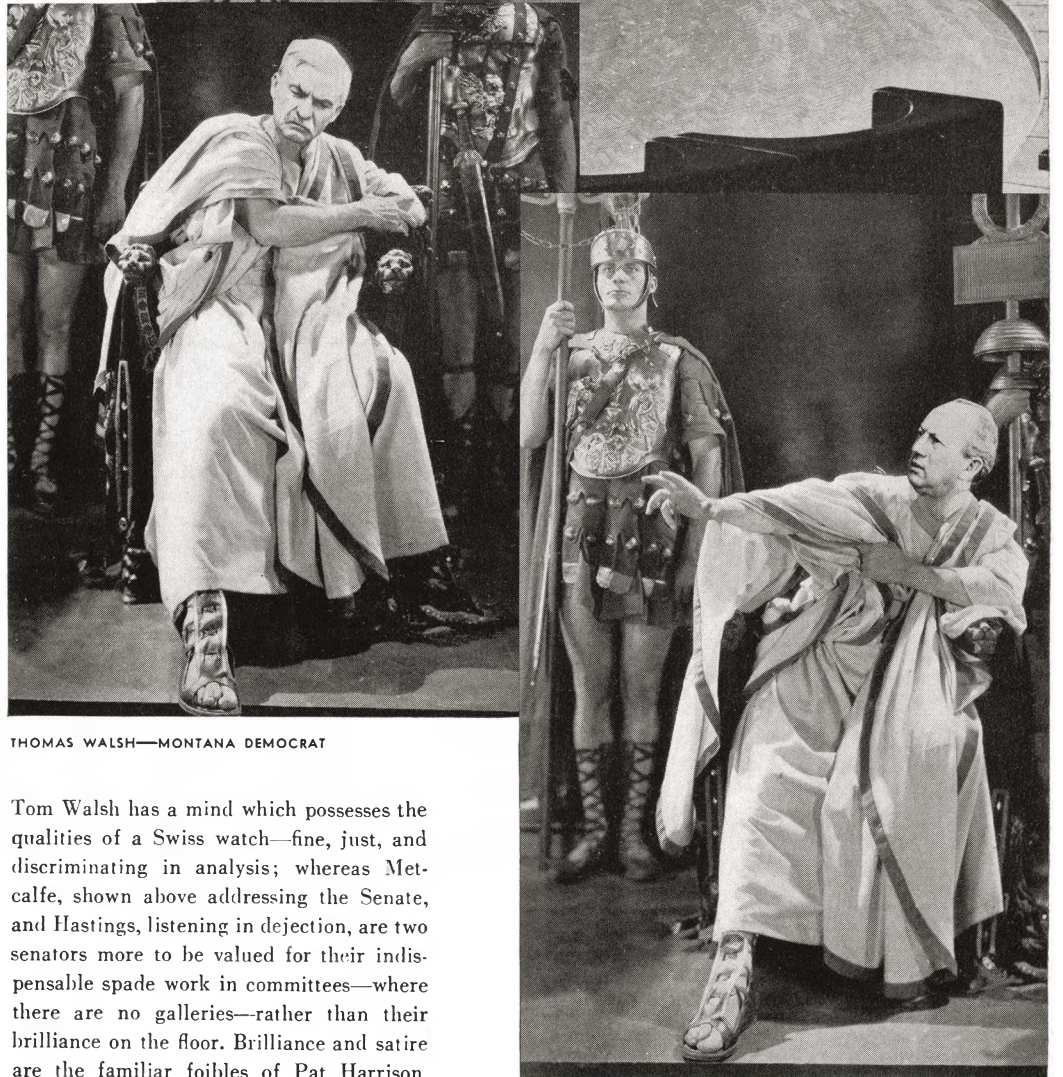 THOMAS WALSH—MONTANA DEMOCRAT
Tom Walsh has a mind which possesses the
qualities of a Swiss watch—fine, just, and
discriminating in analysis; whereas Met-
calfe, shown above addressing the Senate,
and Hastings, listening in dejection, are two
senators more to be valued for their indis-
pensable spade work in committees—where
there are no galleries—rather than their
brilliance on the floor. Brilliance and satire
are the familiar foibles of Pat Harrison,